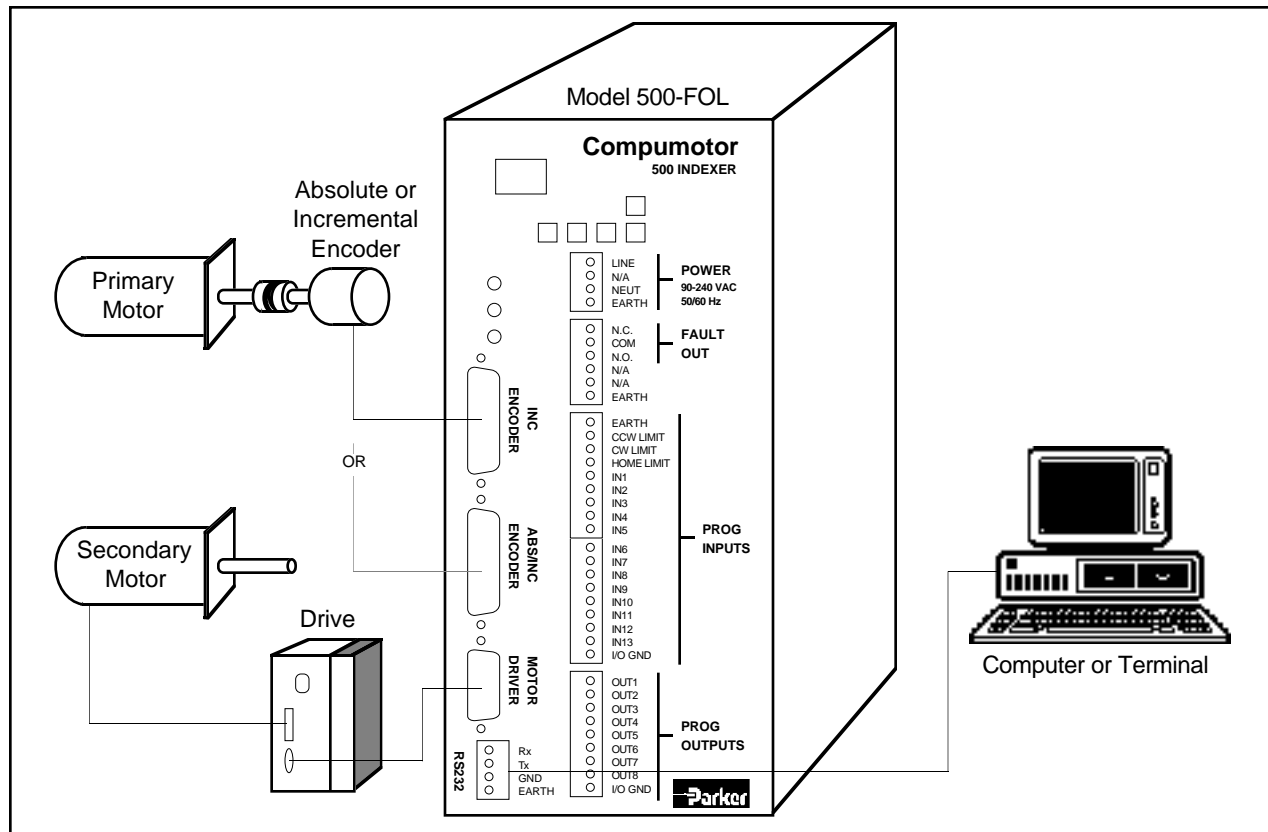 Model 500-FOL
Compumotor
500 INDEXER
Absolute or
Incremental
Encoder
Primary
Motor
LINE
N/A
NEUT
EARTH
POWER
90-240 VAC
50/60 Hz
N.C.
COM
N.O.
N/A
N/A
EARTH
FAULT
OUT
INC
ENCODER
EARTH
CCW LIMIT
CW LIMIT
HOME LIMIT
IN1
IN2
IN3
IN4
IN5
IN6
IN7
IN8
IN9
IN10
IN11
IN12
IN13
I/O GND
PROG
INPUTS
OR
ABS/INC
ENCODER
Secondary
Motor
Drive
MOTOR
DRIVER
OUT1
OUT2
OUT3
OUT4
OUT5
OUT6
OUT7
OUT8
I/O GND
PROG
OUTPUTS
RS232
Rx
Tx
GND
EARTH
Parker
Computer or Terminal